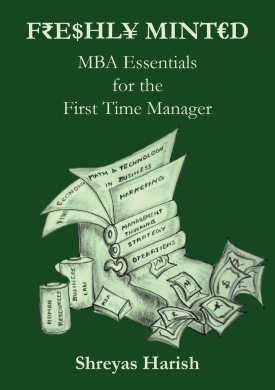 F₹E$HL¥ MINT€D
MBA Essentials
for the
First Time Manager
MATH & TECHNOLOGY
IN BUSINESS
ECONOMICS
MARKETING
MANAGEMENT
THINKING
STRATEGY
OPERATIONS
HUMAN
RESOURCES
BUSINESS
LAW
MBA
Shreyas Harish